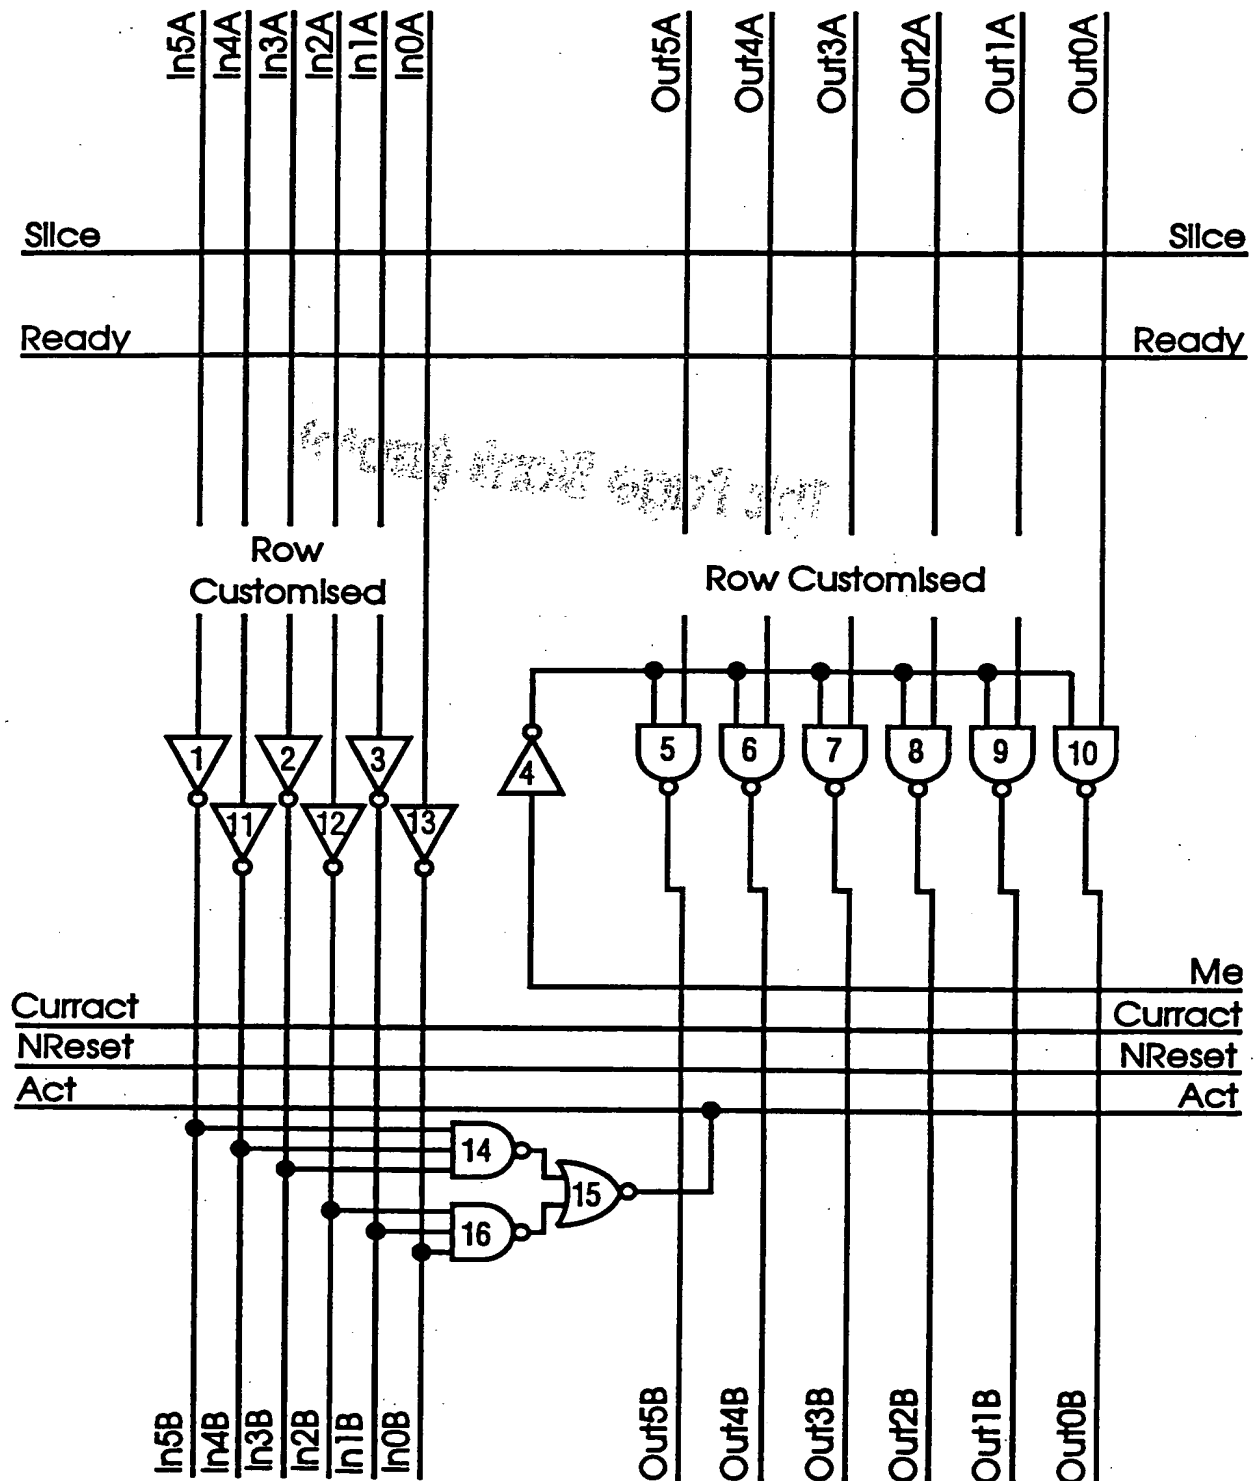 In5A
In4A
In3A
In2A
In1A
In0A
Out5A
Out4A
Out3A
Out2A
Out1A
Out0A
Slice
Slice
Ready
Ready
Row
Customised
Row Customised
1
2
3
4
5
6
7
8
9
10
11
12
13
Me
Curract
Curract
NReset
NReset
Act
Act
14
15
16
In5B
In4B
In3B
In2B
In1B
In0B
Out5B
Out4B
Out3B
Out2B
Out1B
Out0B